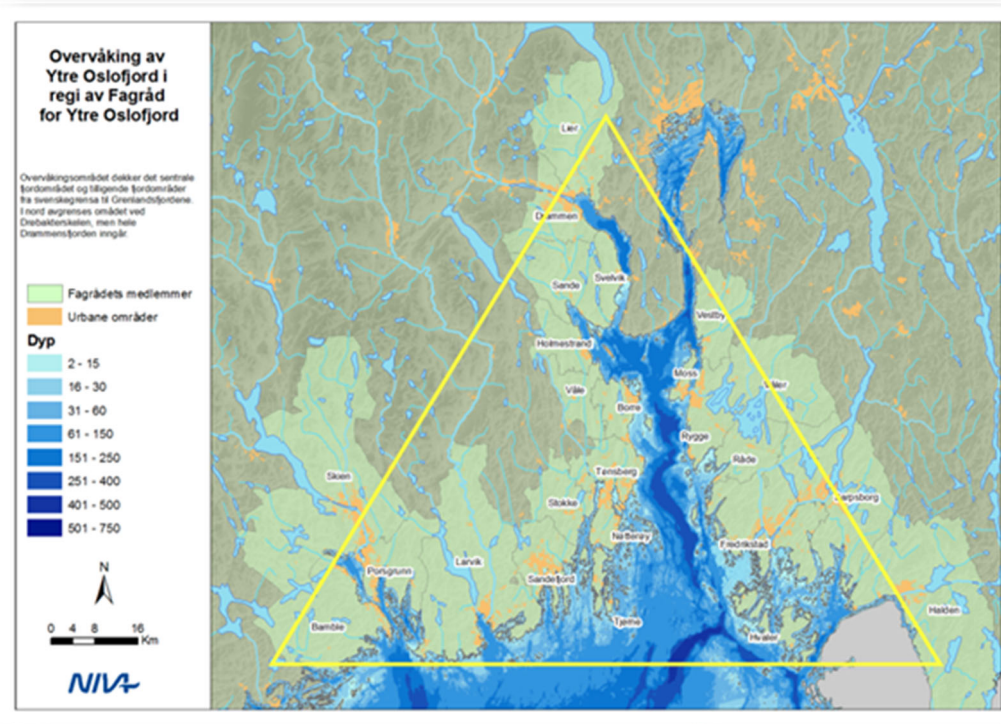 Overvåking av
Ytre Oslofjord i
regi av Fagråd
for Ytre Oslofjord
Overvåkingsområdet dekker det sentrale
fjordområdet og tilligende fjordområder
fra svenskegrensa til Grenlandsfjordene.
I nord avgrenses området ved
Drøbakterskelen, men hele
Drammensfjorden inngår.
Fagrådets medlemmer
Urbane områder
Dyp
2 - 15
16 - 30
31 - 60
61 - 150
151 - 250
251 - 400
401 - 500
501 - 750
N
0 4 8 16
Km
NIVA
Lier
Drammen
Svelvik
Sande
Vestby
Holmestrand
Moss
Våler
Våle
Borre
Rygge
Råde
Tønsberg
Skien
Sarpsborg
Stokke
Nøtterøy
Fredrikstad
Larvik
Porsgrunn
Sandefjord
Halden
Tjøme
Bamble
Hvaler